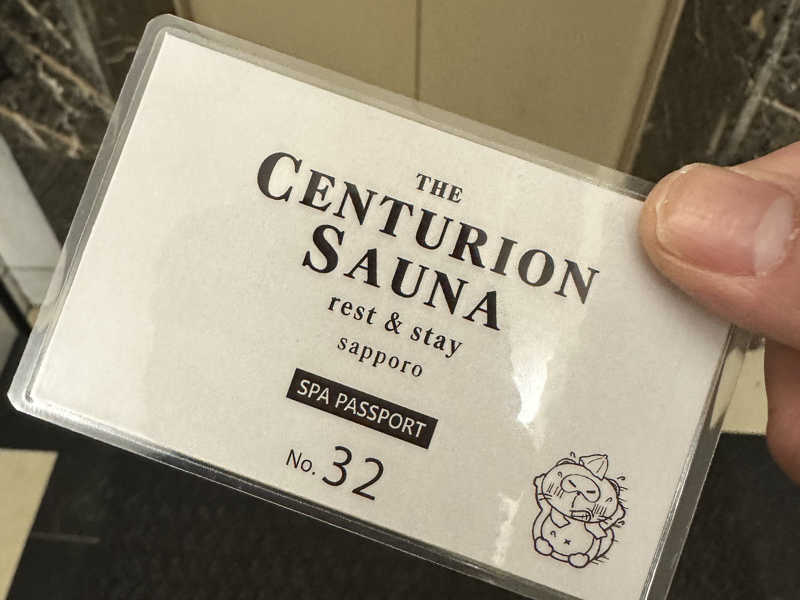 THE
CENTURION
SAUNA
rest & stay
sapporo
SPA PASSPORT
No. 32